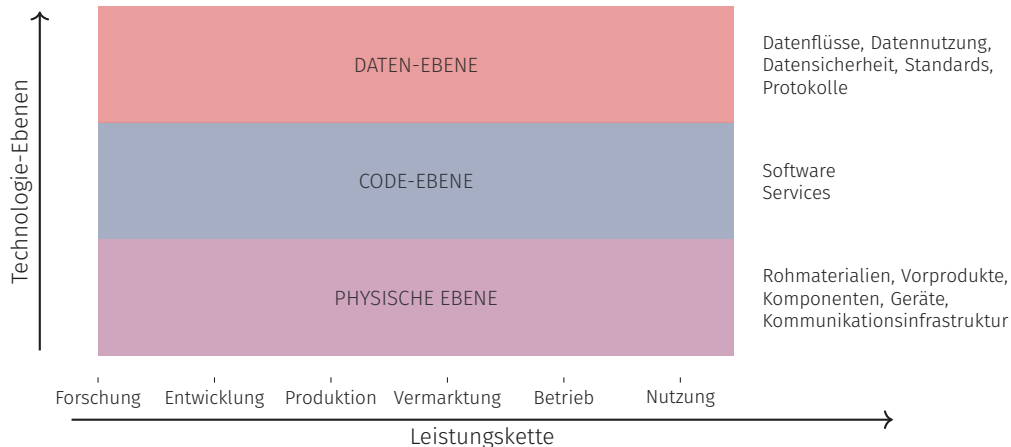 Technologie-Ebenen
DATEN-EBENE
Datenflüsse, Datennutzung,
Datensicherheit, Standards,
Protokolle
CODE-EBENE
Software
Services
PHYSISCHE EBENE
Rohmaterialien, Vorprodukte,
Komponenten, Geräte,
Kommunikationsinfrastruktur
Forschung Entwicklung Produktion Vermarktung Betrieb Nutzung
Leistungskette